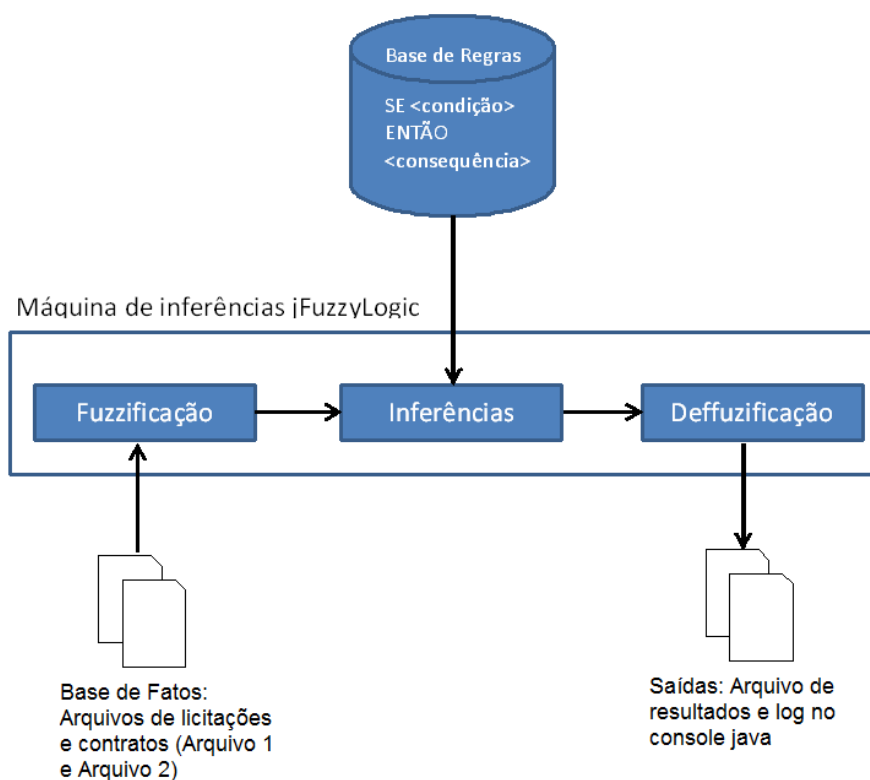 Base de Regras
SE <condição>
ENTÃO
<consequência>
Máquina de inferências jFuzzyLogic
Fuzzificação
Inferências
Deffuzificação
Base de Fatos:
Arquivos de licitações
e contratos (Arquivo 1
e Arquivo 2)
Saídas: Arquivo de
resultados e log no
console java